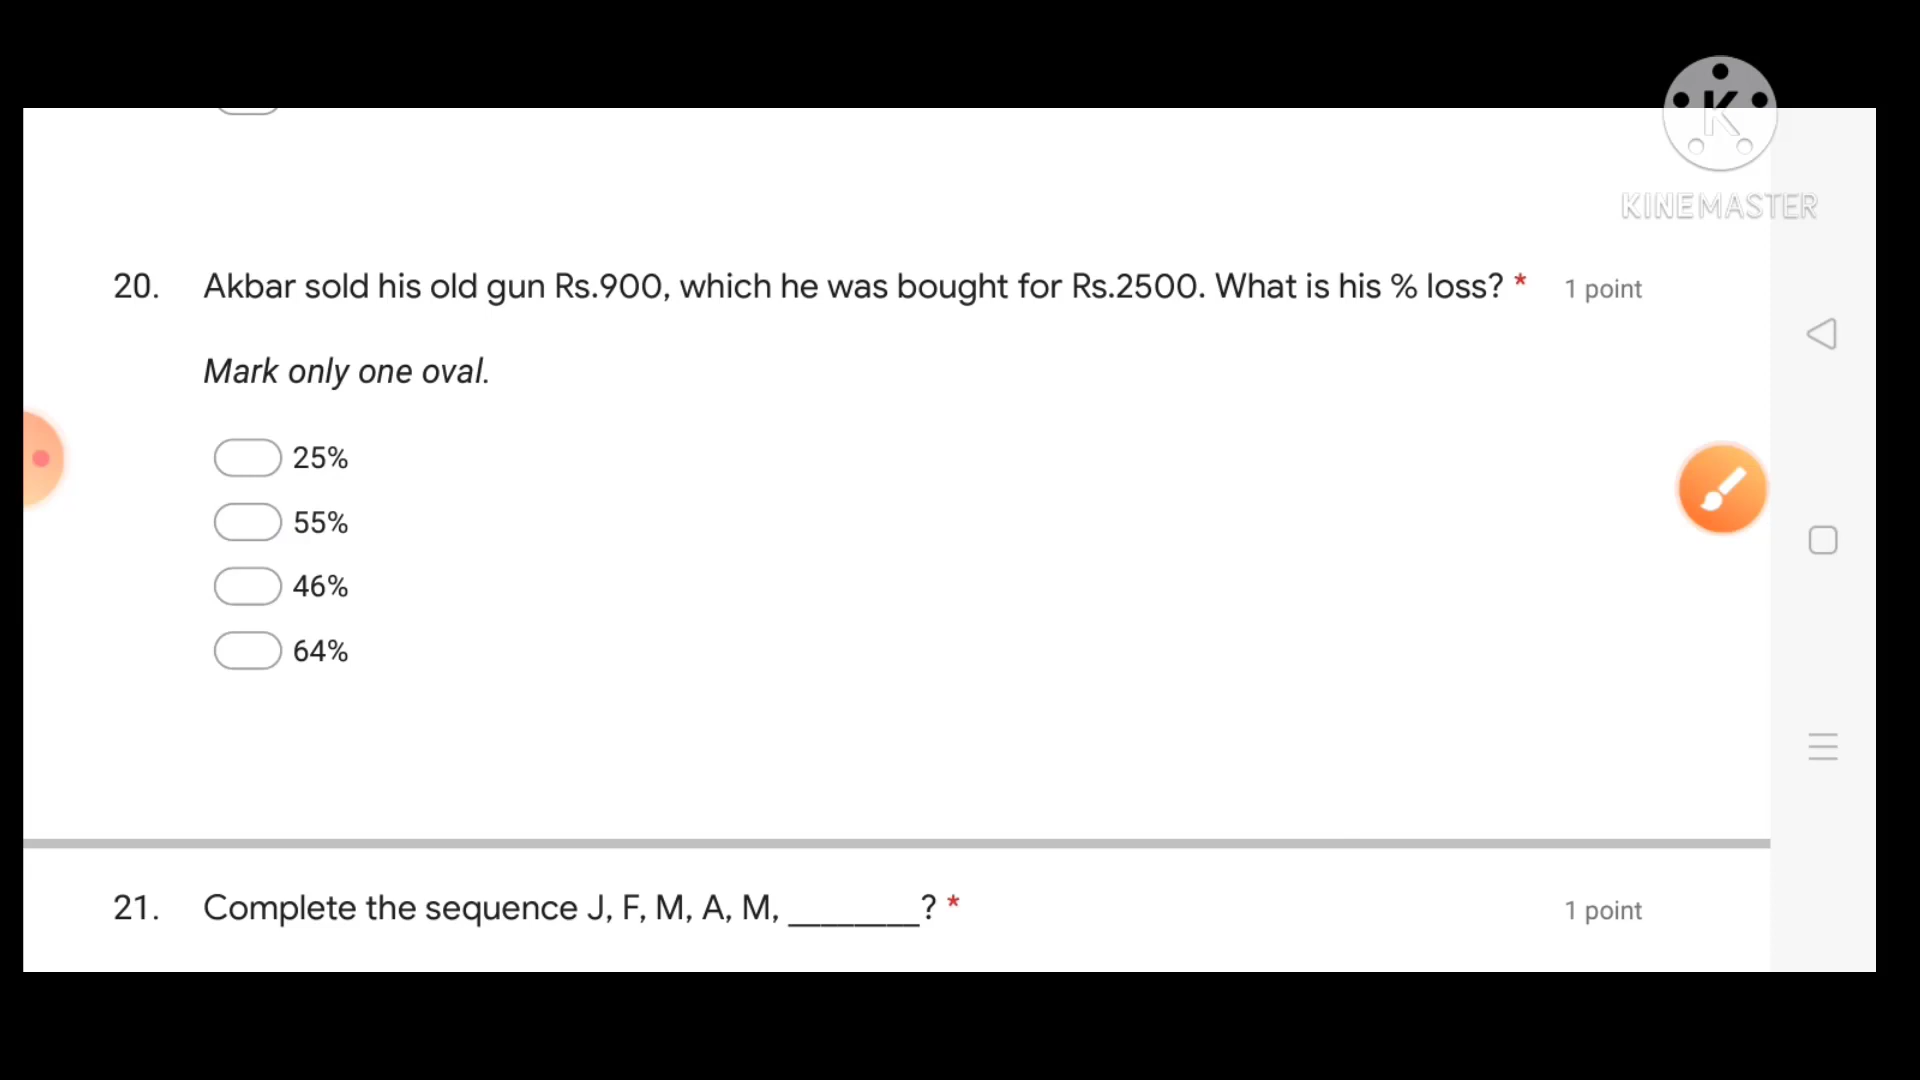 K
KINEMASTER
20. Akbar sold his old gun Rs.900, which he was bought for Rs.2500. What is his % loss? * 1 point
Mark only one oval.
25%
55%
46%
64%
21. Complete the sequence J, F, M, A, M, ________? * 1 point